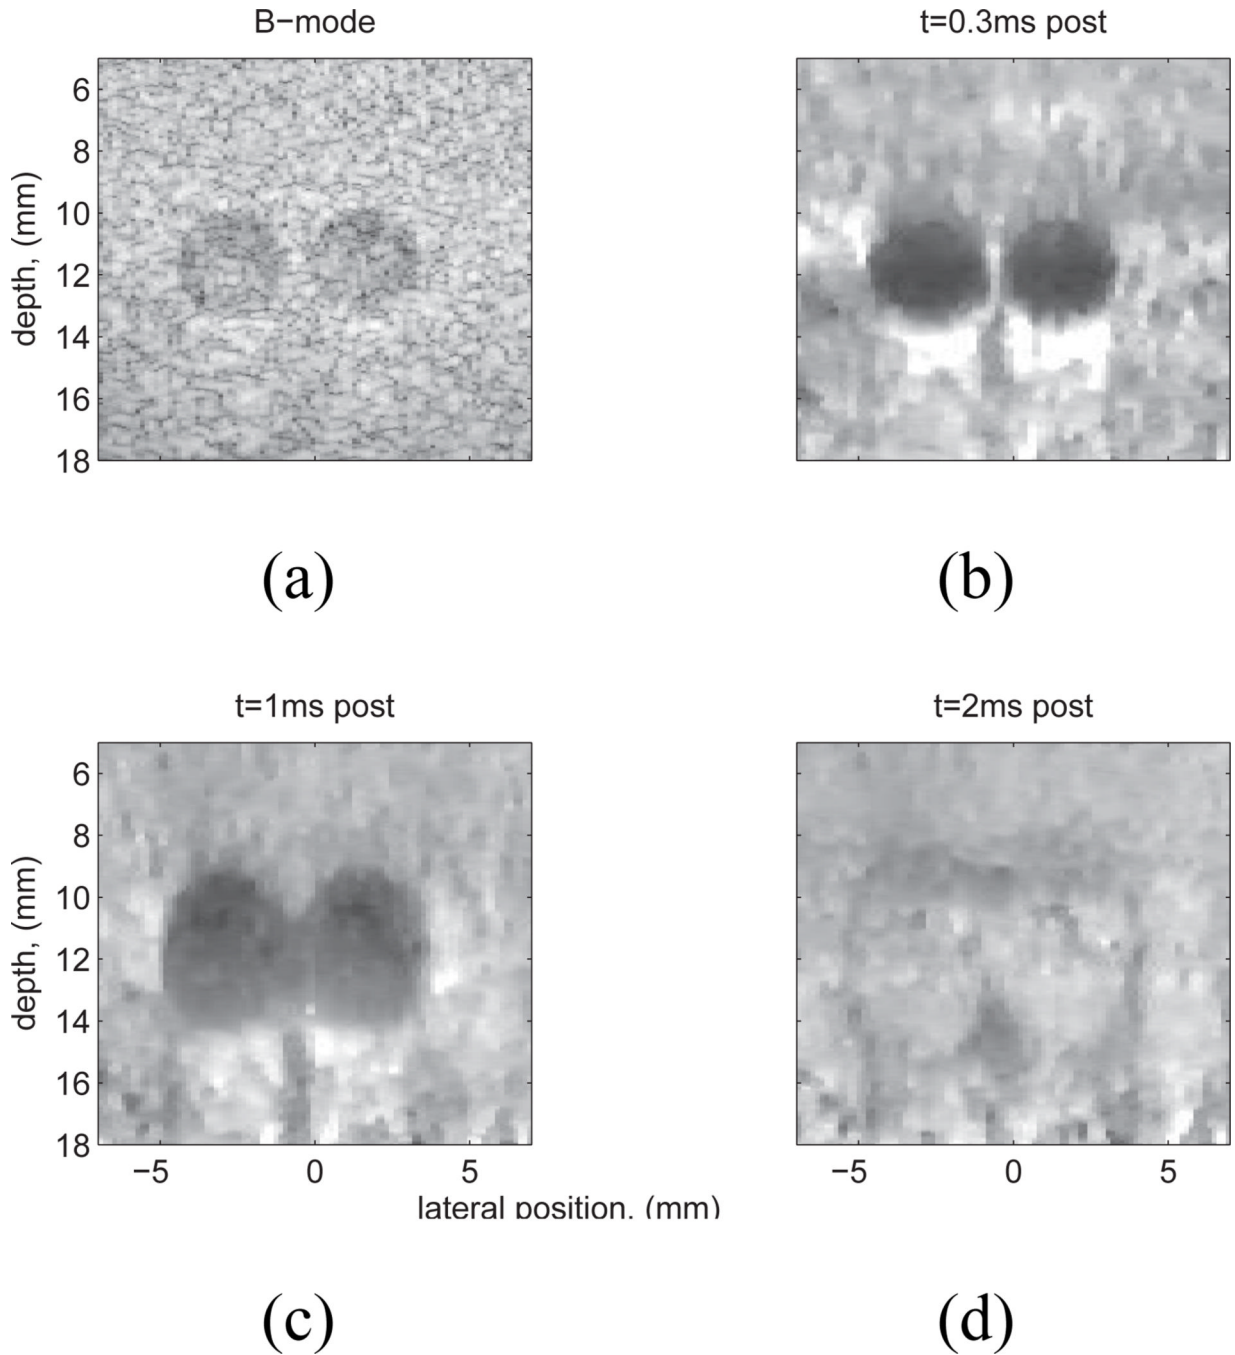 B−mode
t=0.3ms post
6
8
10
12
14
16
18
depth, (mm)
(a)
(b)
t=1ms post
t=2ms post
6
8
10
12
14
16
18
depth, (mm)
−5 0 5
−5 0 5
lateral position, (mm)
(c)
(d)